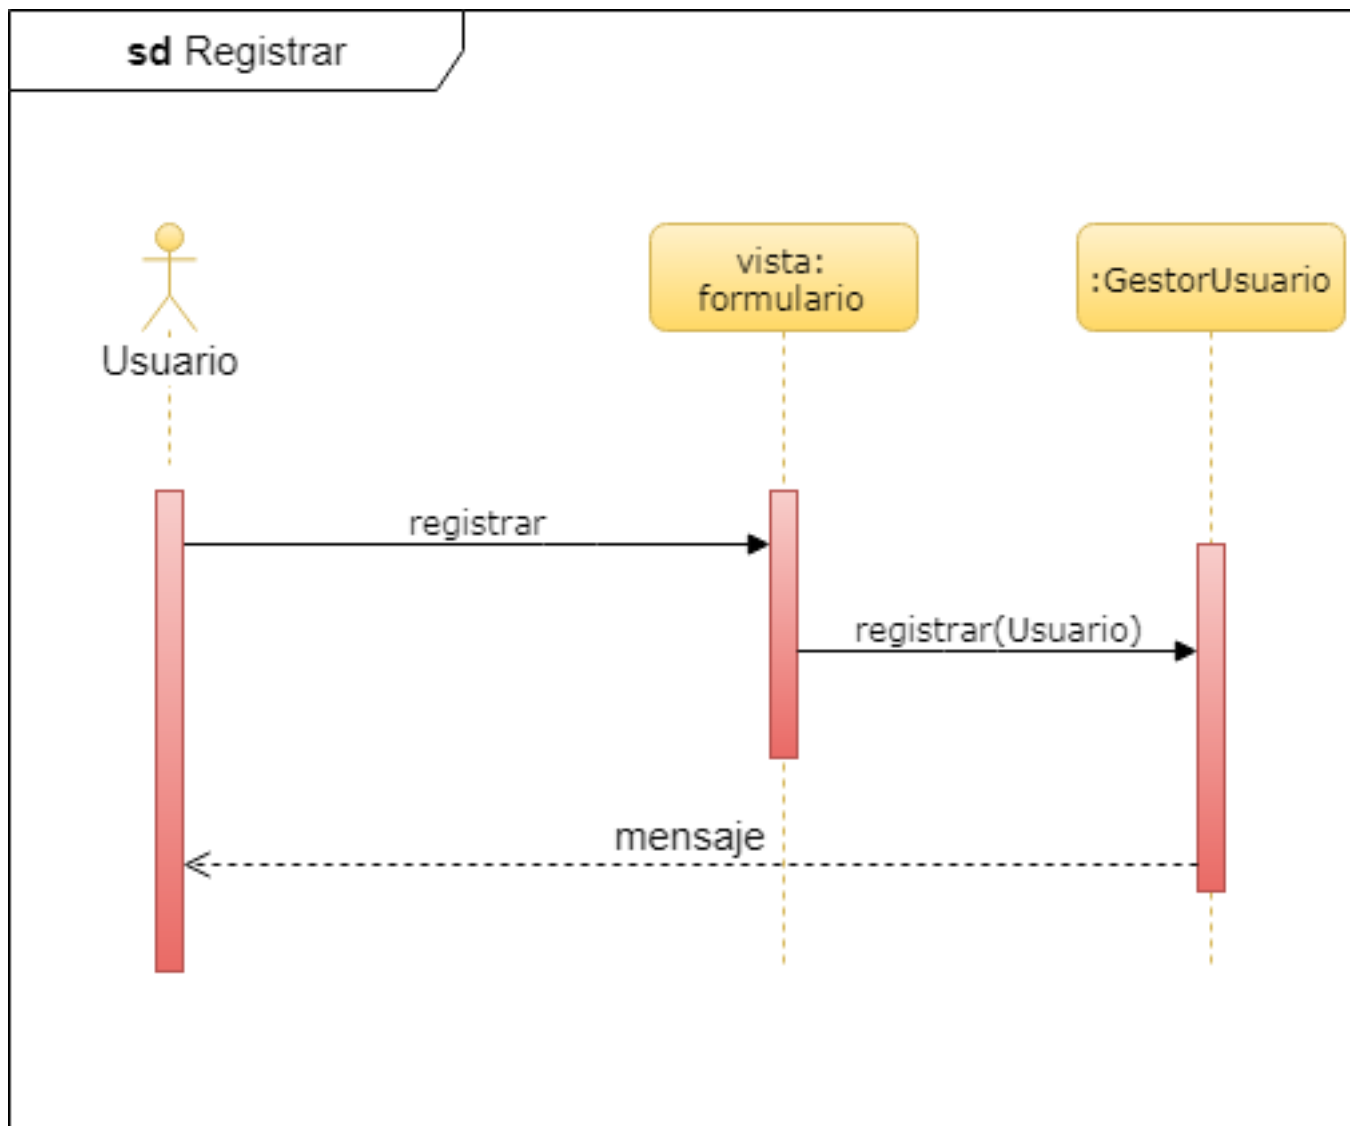 sd Registrar
Usuario
vista:
formulario
:GestorUsuario
registrar
registrar(Usuario)
mensaje